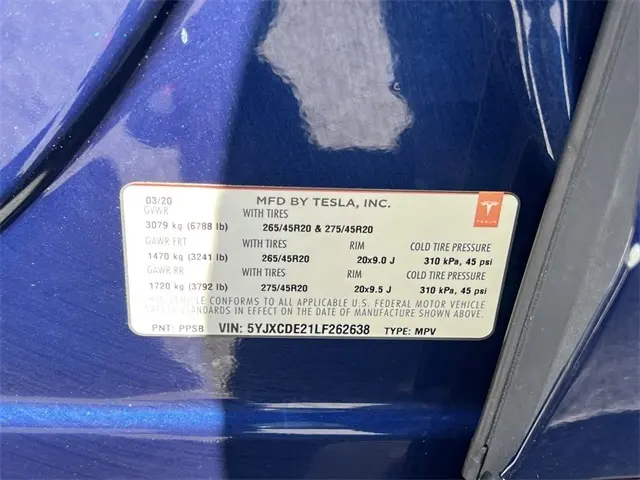 03/20 MFD BY TESLA, INC.
GVWR WITH TIRES
3079 kg (6788 lb) 265/45R20 & 275/45R20
GAWR FRT WITH TIRES RIM COLD TIRE PRESSURE
1470 kg (3241 lb) 265/45R20 20x9.0 J 310 kPa, 45 psi
GAWR RR WITH TIRES RIM COLD TIRE PRESSURE
1720 kg (3792 lb) 275/45R20 20x9.5 J 310 kPa, 45 psi
THIS VEHICLE CONFORMS TO ALL APPLICABLE U.S. FEDERAL MOTOR VEHICLE
SAFETY STANDARDS IN EFFECT ON THE DATE OF MANUFACTURE SHOWN ABOVE.
PNT: PPSB VIN: 5YJXCDE21LF262638 TYPE: MPV
TESLA